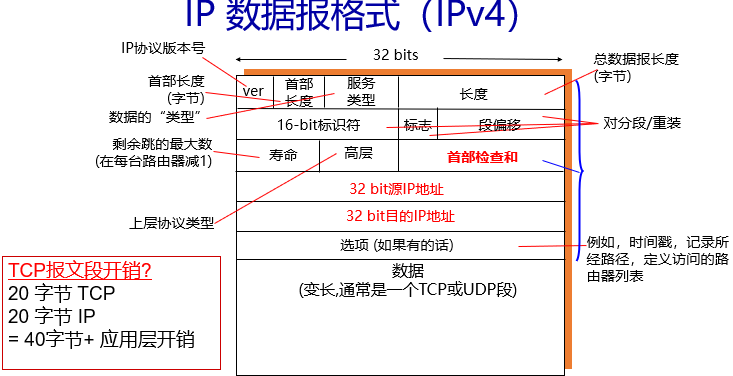 IP 数据报格式（IPv4）
IP协议版本号
32 bits
总数据报长度
(字节)
首部长度
(字节)
ver
首部
长度
服务
类型
长度
数据的“类型”
16-bit标识符
标志
段偏移
对分段/重装
剩余跳的最大数
(在每台路由器减1)
寿命
高层
首部检查和
32 bit源IP地址
上层协议类型
32 bit目的IP地址
选项 (如果有的话)
例如，时间戳，记录所
经路径，定义访问的路
由器列表
数据
(变长,通常是一个TCP或UDP段)
TCP报文段开销?
20 字节 TCP
20 字节 IP
= 40字节+ 应用层开销